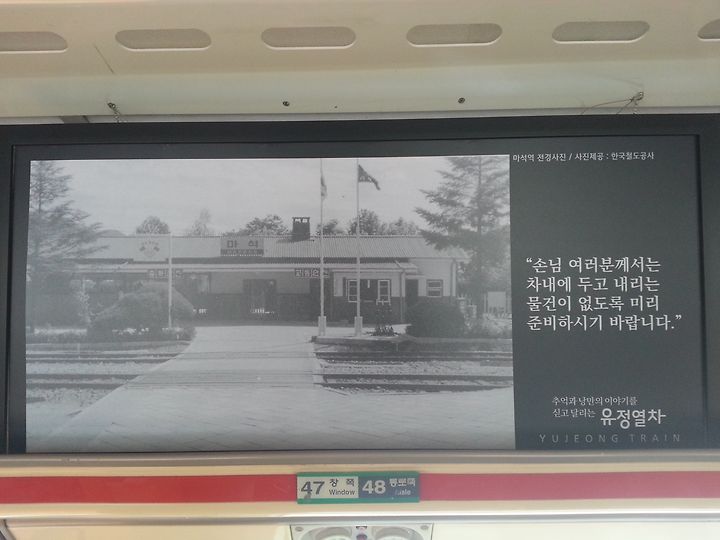 마석역 전경사진 / 사진제공 : 한국철도공사
마석
"손님 여러분께서는
차내에 두고 내리는
물건이 없도록 미리
준비하시기 바랍니다."
추억과 낭만의 이야기를
싣고 달리는 유정열차
YUJEONG TRAIN
47 창 쪽 Window 48 통로쪽 Aisle